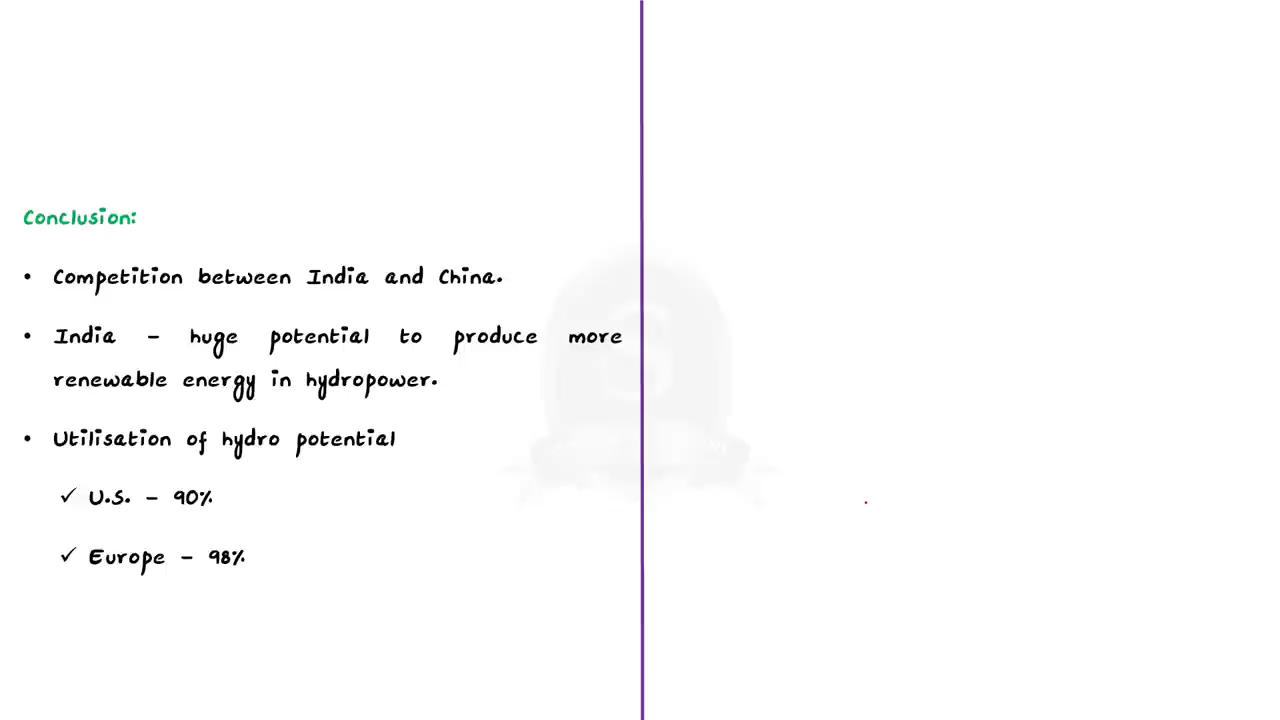 Conclusion:
• Competition between India and China.
• India – huge potential to produce more
renewable energy in hydropower.
• Utilisation of hydro potential
✓ U.S. – 90%
✓ Europe – 98%